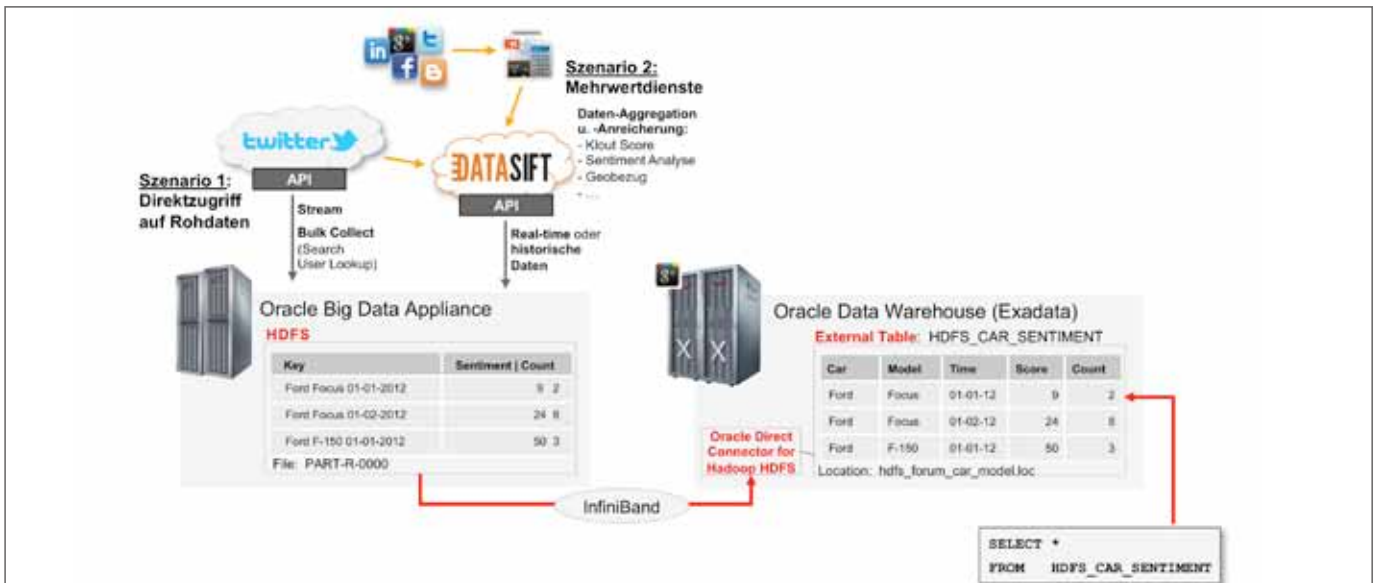 in
g+
t
f
B
Szenario 2:
Mehrwertdienste
Daten-Aggregation
u. -Anreicherung:
- Klout Score
- Sentiment Analyse
- Geobezug
- ...
twitter
API
DATASIFT
API
Szenario 1:
Direktzugriff
auf Rohdaten
Stream
Bulk Collect
(Search
User Lookup)
Real-time oder
historische
Daten
Oracle Big Data Appliance
HDFS
Key Sentiment | Count
Ford Focus 01-01-2012 9 2
Ford Focus 01-02-2012 24 8
Ford F-150 01-01-2012 50 3
File: PART-R-0000
g+
X X
Oracle Data Warehouse (Exadata)
External Table: HDFS_CAR_SENTIMENT
Car Model Time Score Count
Ford Focus 01-01-12 9 2
Ford Focus 01-02-12 24 8
Ford F-150 01-01-12 50 3
Location: hdfs_forum_car_model.loc
Oracle Direct
Connector for
Hadoop HDFS
InfiniBand
SELECT *
FROM HDFS_CAR_SENTIMENT